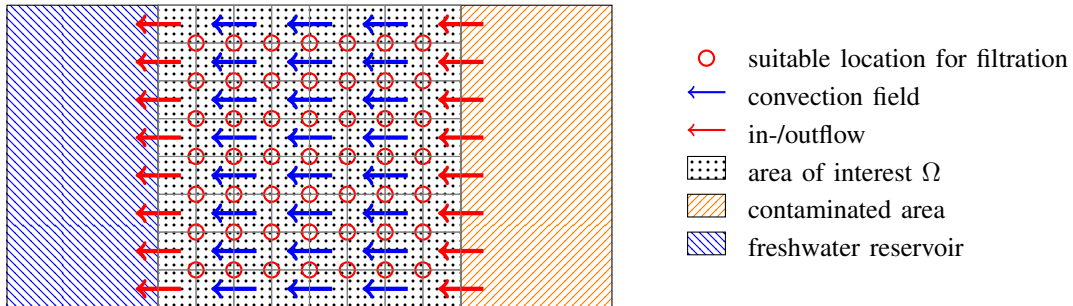 suitable location for filtration
convection field
in-/outflow
area of interest Ω
contaminated area
freshwater reservoir